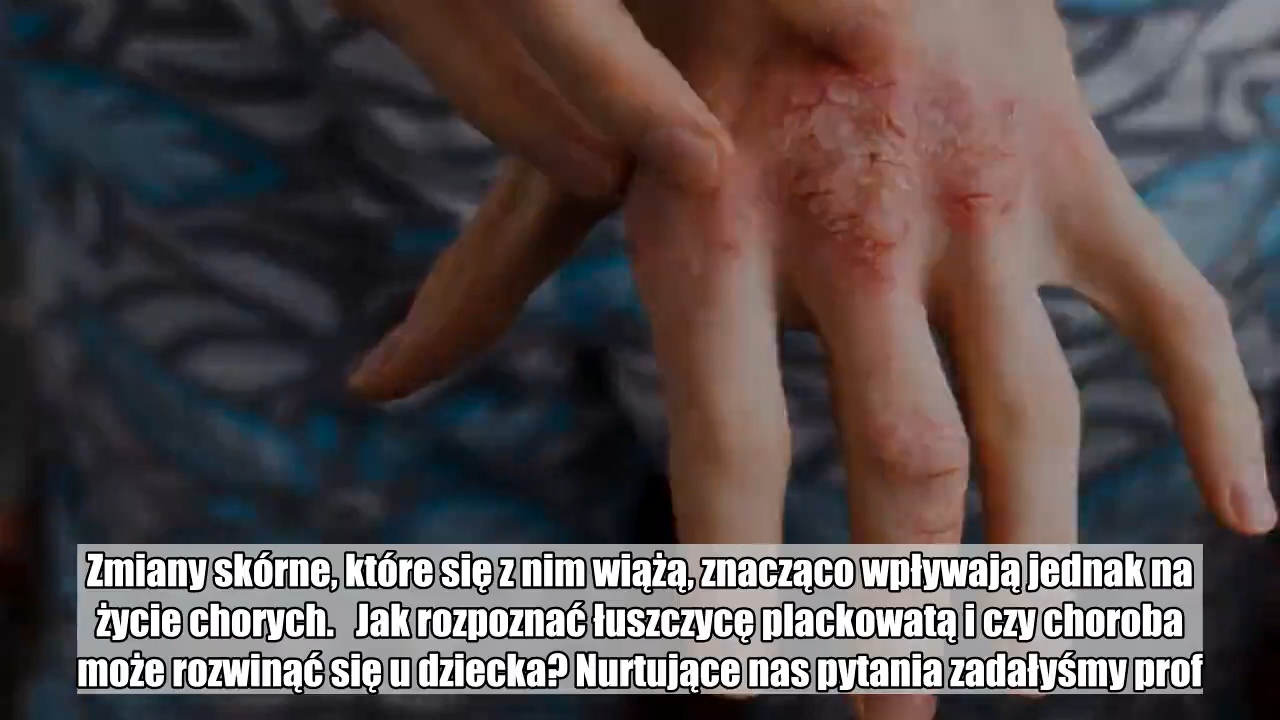 Zmiany skórne, które się z nim wiążą, znacząco wpływają jednak na
życie chorych. Jak rozpoznać łuszczycę plackowatą i czy choroba
może rozwinąć się u dziecka? Nurtujące nas pytania zadałyśmy prof